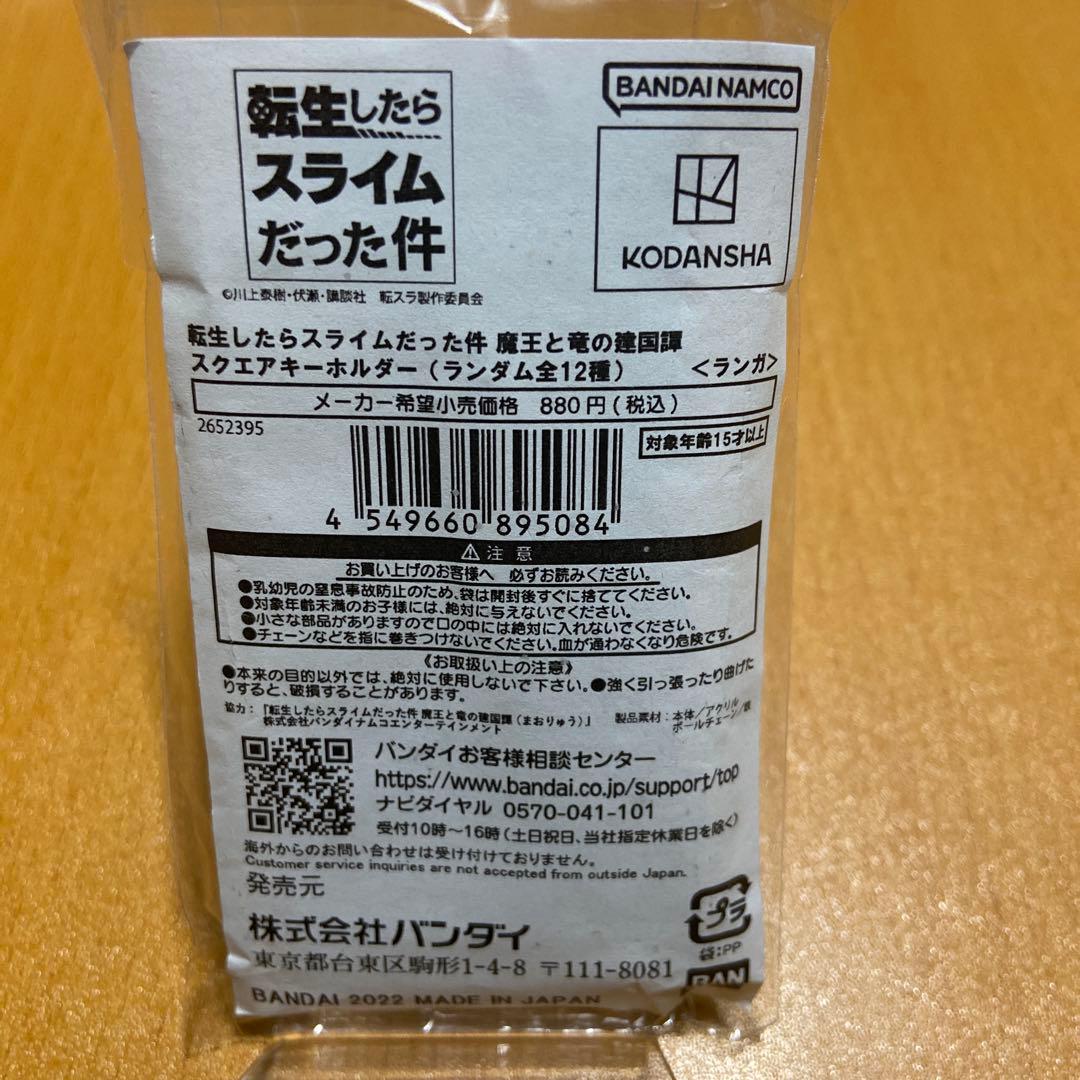 転生したら
スライム
だった件
BANDAI NAMCO
KODANSHA
©川上泰樹・伏瀬・講談社 転スラ製作委員会
転生したらスライムだった件 魔王と竜の建国譚
スクエアキーホルダー(ランダム全12種) <ランガ>
メーカー希望小売価格 880円(税込)
2652395
対象年齢15才以上
4 549660 895084
⚠注意
お買い上げのお客様へ 必ずお読みください。
●乳幼児の窒息事故防止のため、袋は開封後すぐに捨ててください。
●対象年齢未満のお子様には、絶対に与えないでください。
●小さな部品がありますので口の中には絶対に入れないでください。
●チェーンなどを指に巻きつけないでください。血が通わなくなり危険です。
《お取扱い上の注意》
●本来の目的以外では、絶対に使用しないで下さい。●強く引っ張ったり曲げた
りすると、破損することがあります。
協力:『転生したらスライムだった件 魔王と竜の建国譚(まおりゅう)』
株式会社バンダイナムコエンターテインメント
製品素材:本体/アクリル
ボールチェーン/鉄
バンダイお客様相談センター
https://www.bandai.co.jp/support/top
ナビダイヤル 0570-041-101
受付10時〜16時(土日祝日、当社指定休業日を除く)
海外からのお問い合わせは受け付けておりません。
Customer service inquiries are not accepted from outside Japan.
発売元
株式会社バンダイ
東京都台東区駒形1-4-8 〒111-8081
BANDAI 2022 MADE IN JAPAN
プラ
袋:PP
BAN